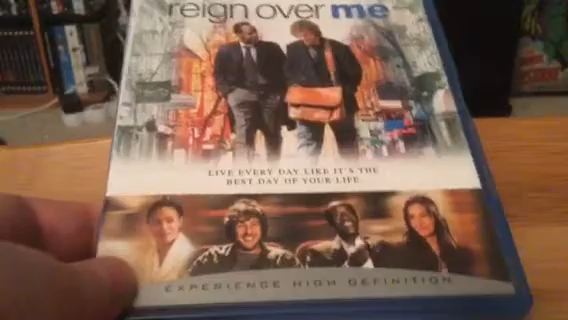 reign over me
LIVE EVERY DAY LIKE IT'S THE
BEST DAY OF YOUR LIFE.
EXPERIENCE HIGH DEFINITION